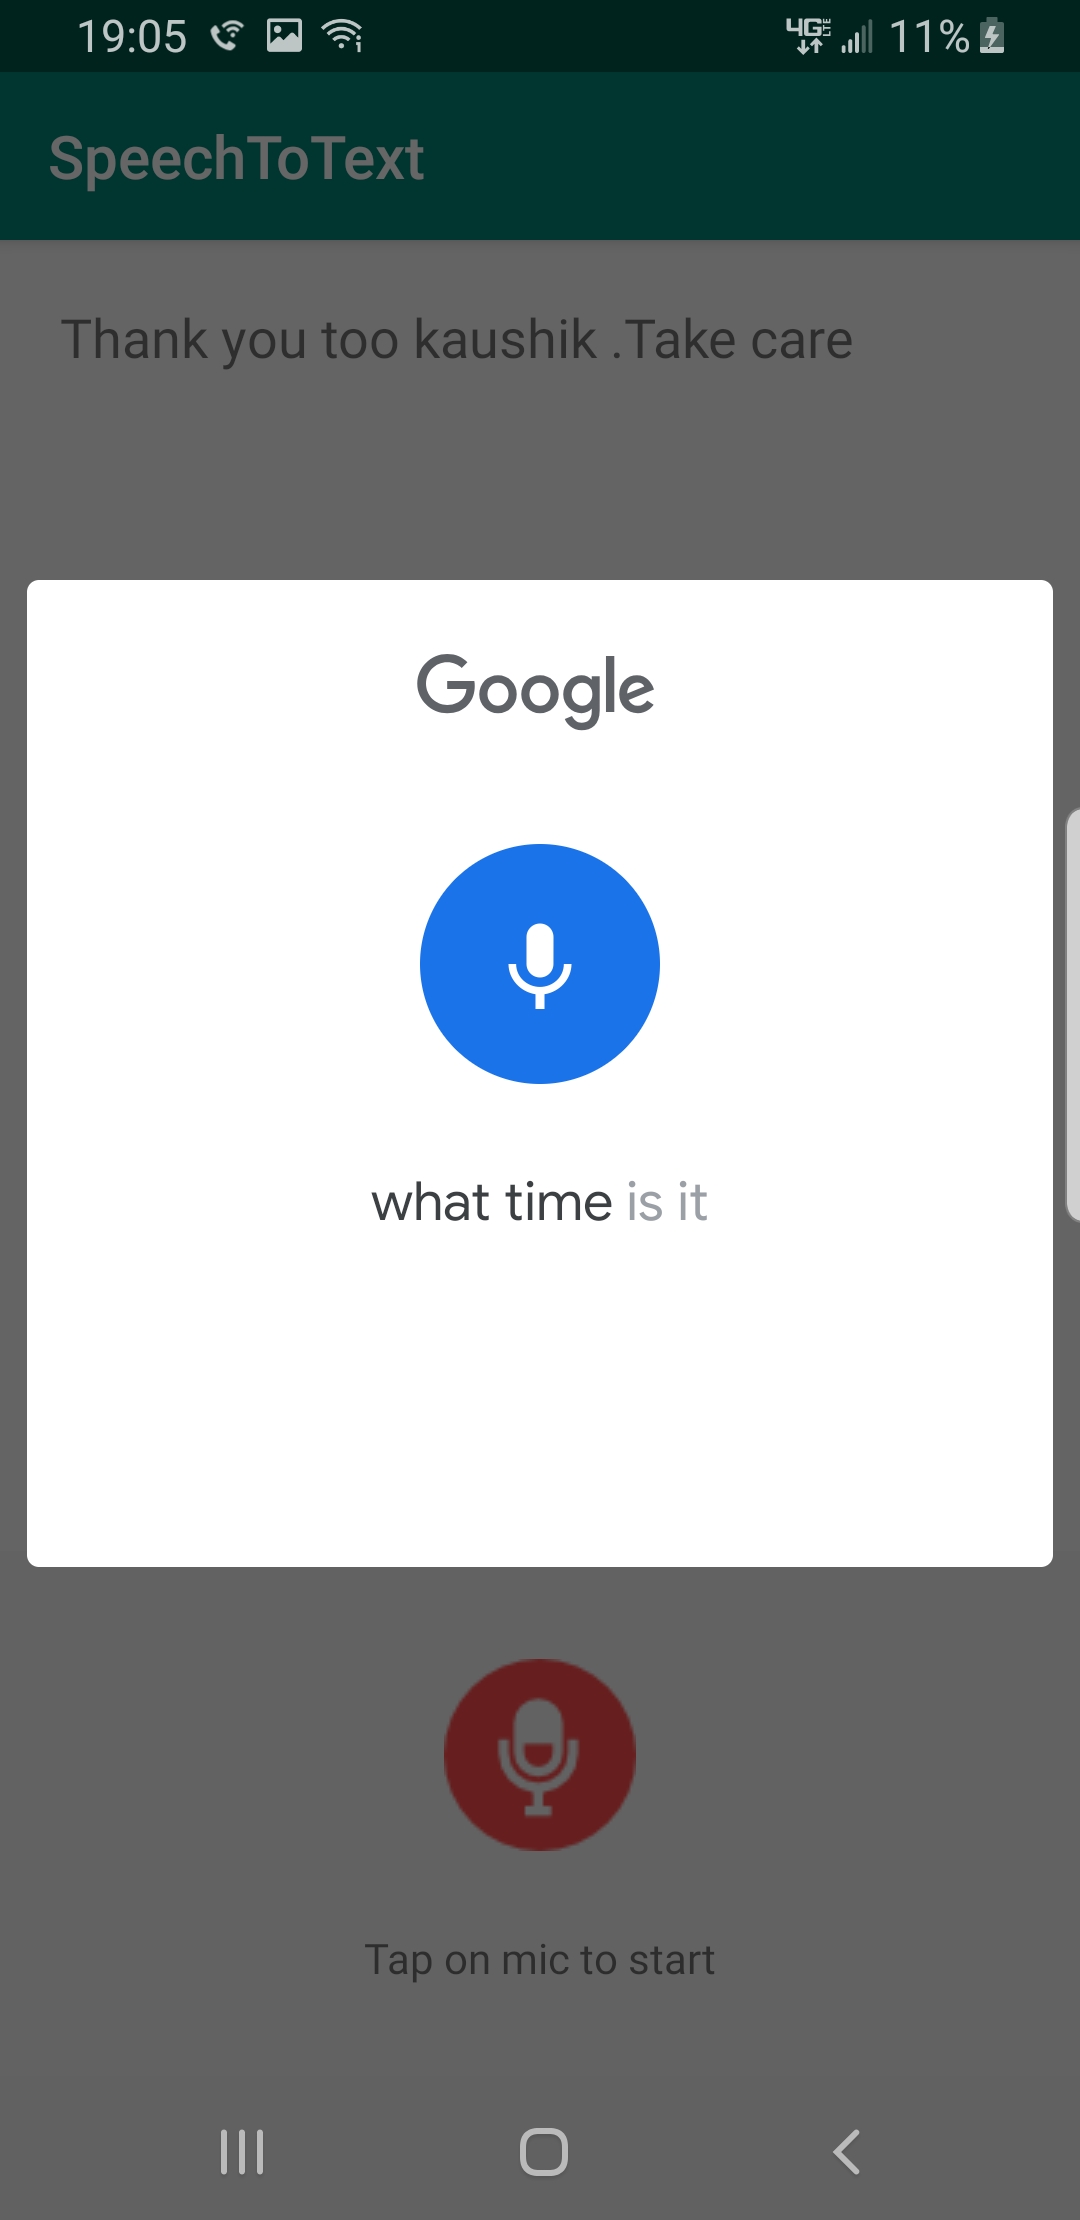 19:05 4G LTE 11%
SpeechToText
Thank you too kaushik .Take care
Google
what time is it
Tap on mic to start